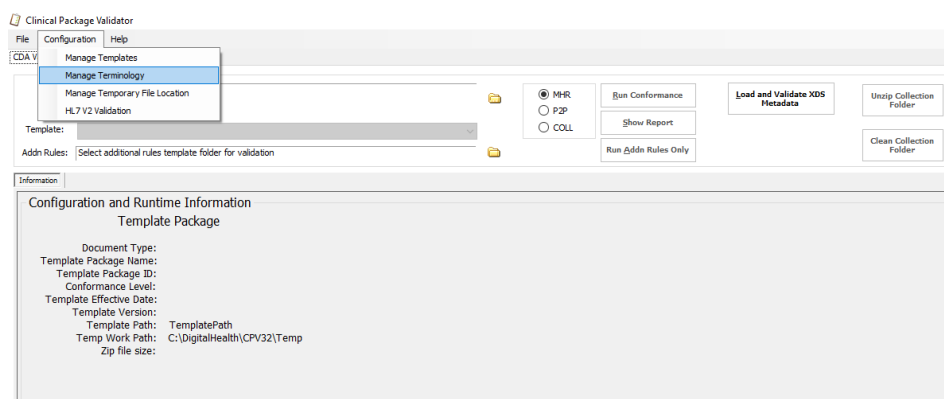 Clinical Package Validator
File Configuration Help
CDA V
Manage Templates
Manage Terminology
Manage Temporary File Location
HL7 V2 Validation
MHR
P2P
COLL
Run Conformance
Show Report
Run Addn Rules Only
Load and Validate XDS
Metadata
Unzip Collection
Folder
Clean Collection
Folder
Template:
Addn Rules: Select additional rules template folder for validation
Information
Configuration and Runtime Information
Template Package
Document Type:
Template Package Name:
Template Package ID:
Conformance Level:
Template Effective Date:
Template Version:
Template Path: TemplatePath
Temp Work Path: C:\DigitalHealth\CPV32\Temp
Zip file size: